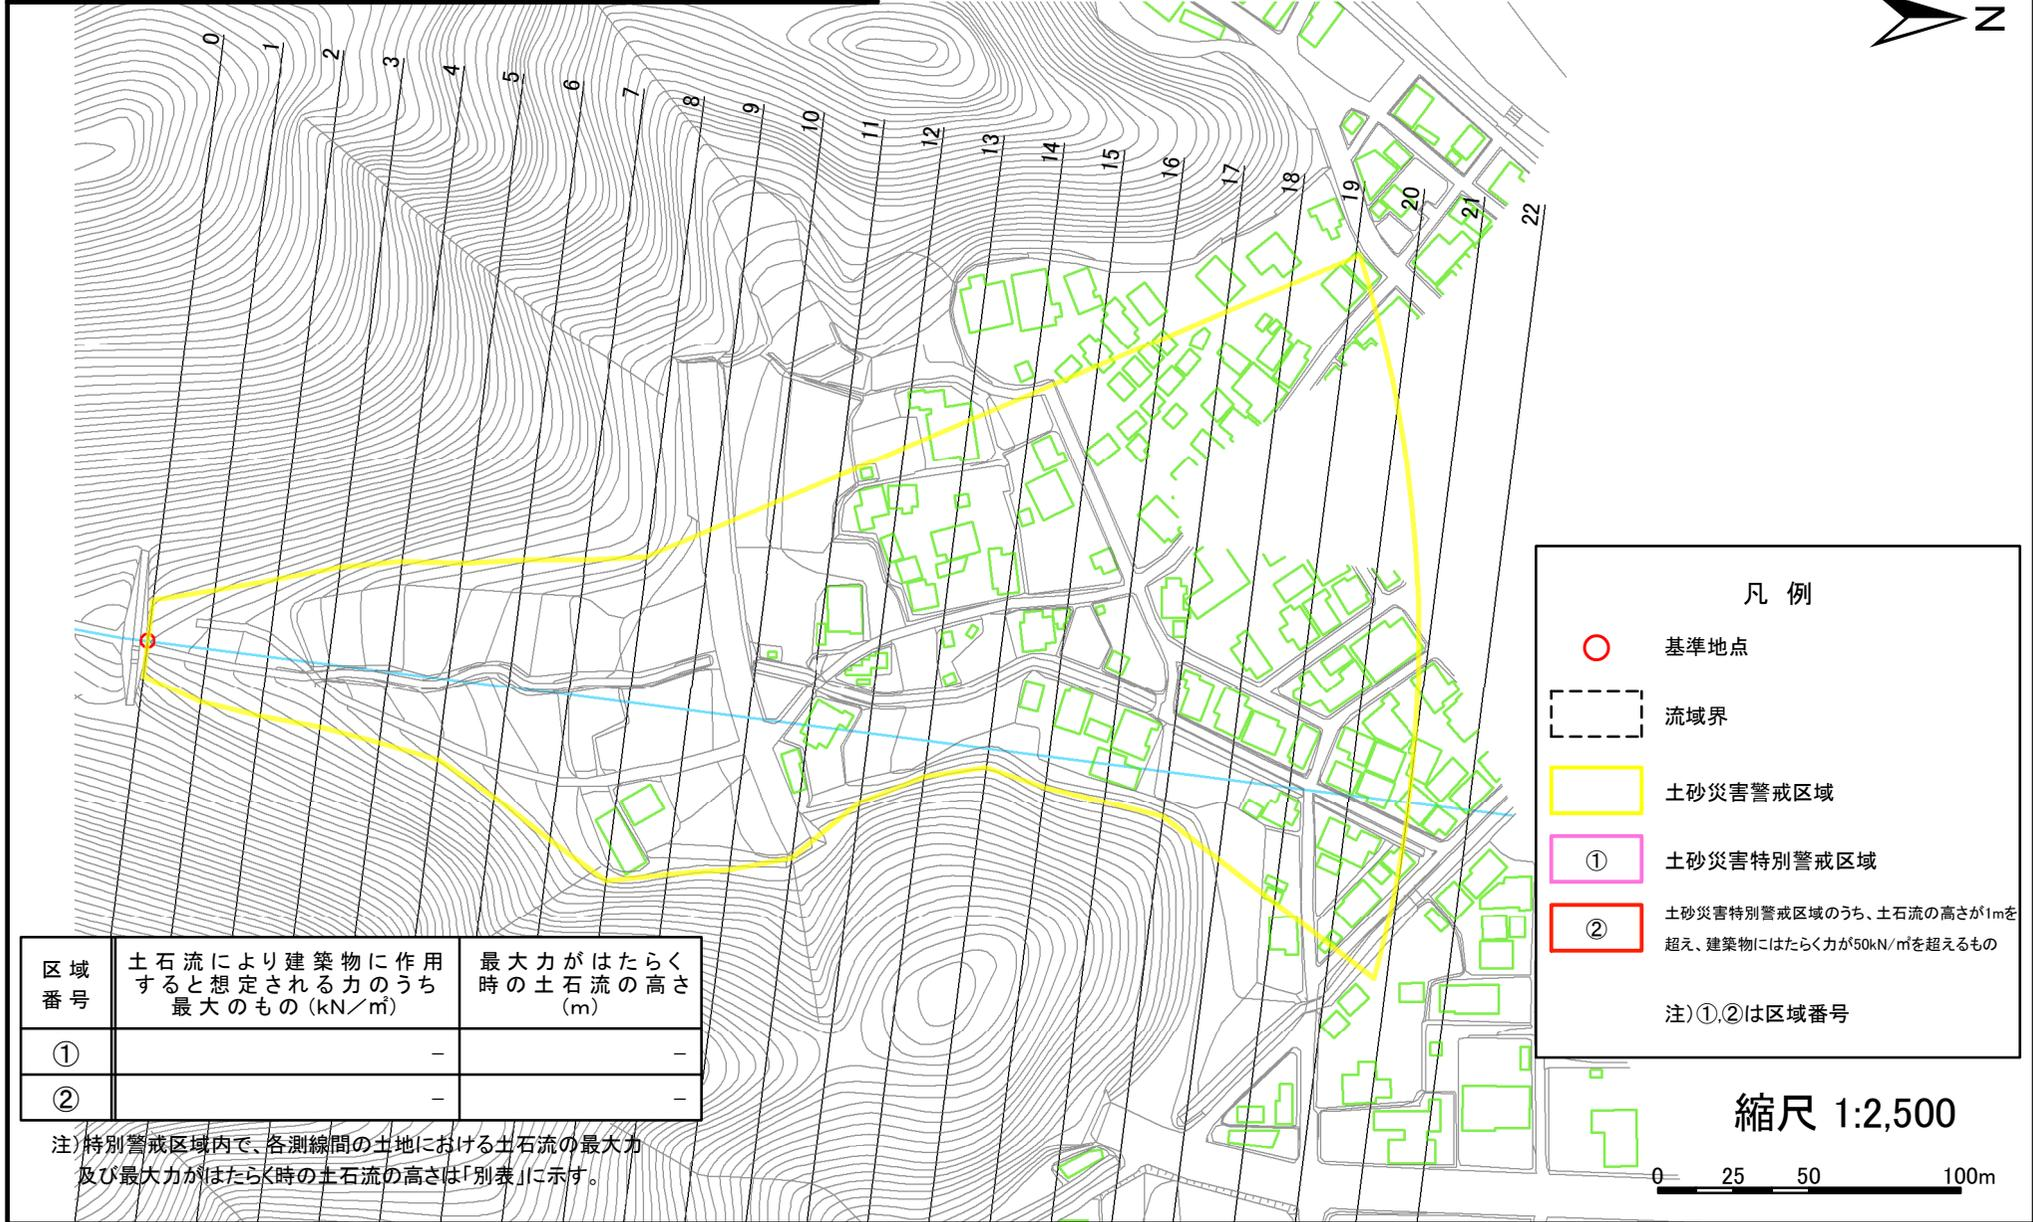 N
0
1
2
3
4
5
6
7
8
9
10
11
12
13
14
15
16
17
18
19
20
21
22
凡 例
基準地点
流域界
土砂災害警戒区域
① 土砂災害特別警戒区域
② 土砂災害特別警戒区域のうち、土石流の高さが1mを
超え、建築物にはたらく力が50kN/㎡を超えるもの
注)①,②は区域番号
区域
番号
土石流により建築物に作用
すると想定される力のうち
最大のもの(kN/㎡)
最大力がはたらく
時の土石流の高さ
(m)
① − −
② − −
注)特別警戒区域内で、各測線間の土地における土石流の最大力
及び最大力がはたらく時の土石流の高さは「別表」に示す。
縮尺 1:2,500
0 25 50 100m